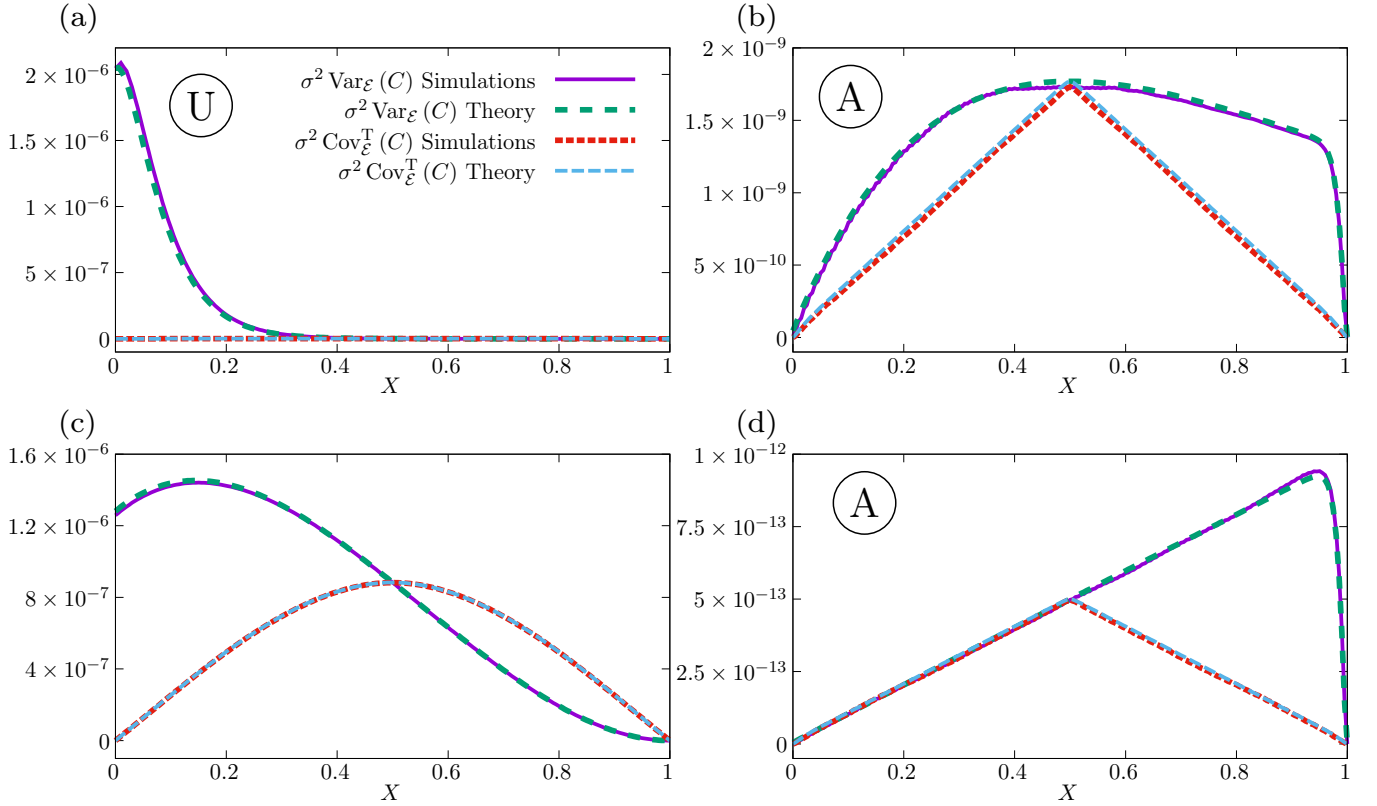 (a)
2 × 10⁻⁶
1.5 × 10⁻⁶
1 × 10⁻⁶
5 × 10⁻⁷
0
0 0.2 0.4 0.6 0.8 1
X
U
σ² Var_ℰ (C) Simulations
σ² Var_ℰ (C) Theory
σ² Cov_ℰ^T (C) Simulations
σ² Cov_ℰ^T (C) Theory
(b)
2 × 10⁻⁹
1.5 × 10⁻⁹
1 × 10⁻⁹
5 × 10⁻¹⁰
0
0 0.2 0.4 0.6 0.8 1
X
A
(c)
1.6 × 10⁻⁶
1.2 × 10⁻⁶
8 × 10⁻⁷
4 × 10⁻⁷
0
0 0.2 0.4 0.6 0.8 1
X
(d)
1 × 10⁻¹²
7.5 × 10⁻¹³
5 × 10⁻¹³
2.5 × 10⁻¹³
0
0 0.2 0.4 0.6 0.8 1
X
A